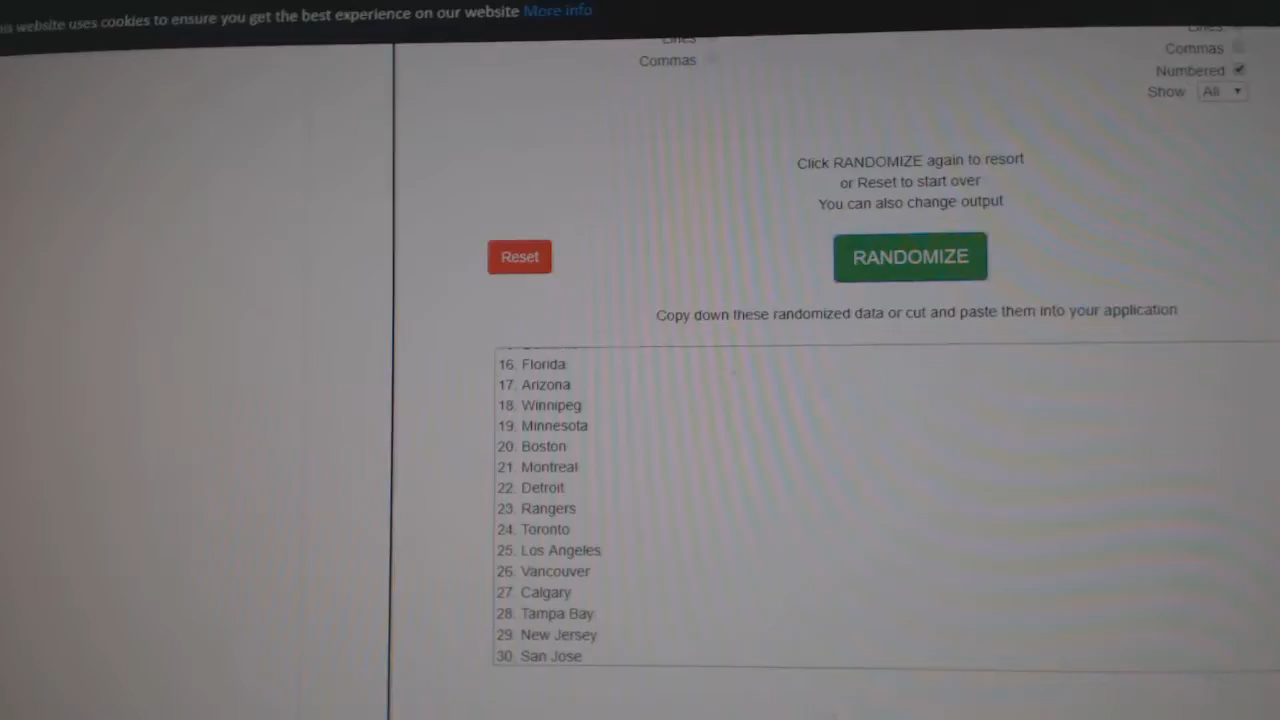 his website uses cookies to ensure you get the best experience on our website More info
Lines
Commas
Lines
Commas
Numbered
Show All
Click RANDOMIZE again to resort
or Reset to start over
You can also change output
Reset
RANDOMIZE
Copy down these randomized data or cut and paste them into your application
16. Florida
17. Arizona
18. Winnipeg
19. Minnesota
20. Boston
21. Montreal
22. Detroit
23. Rangers
24. Toronto
25. Los Angeles
26. Vancouver
27. Calgary
28. Tampa Bay
29. New Jersey
30. San Jose